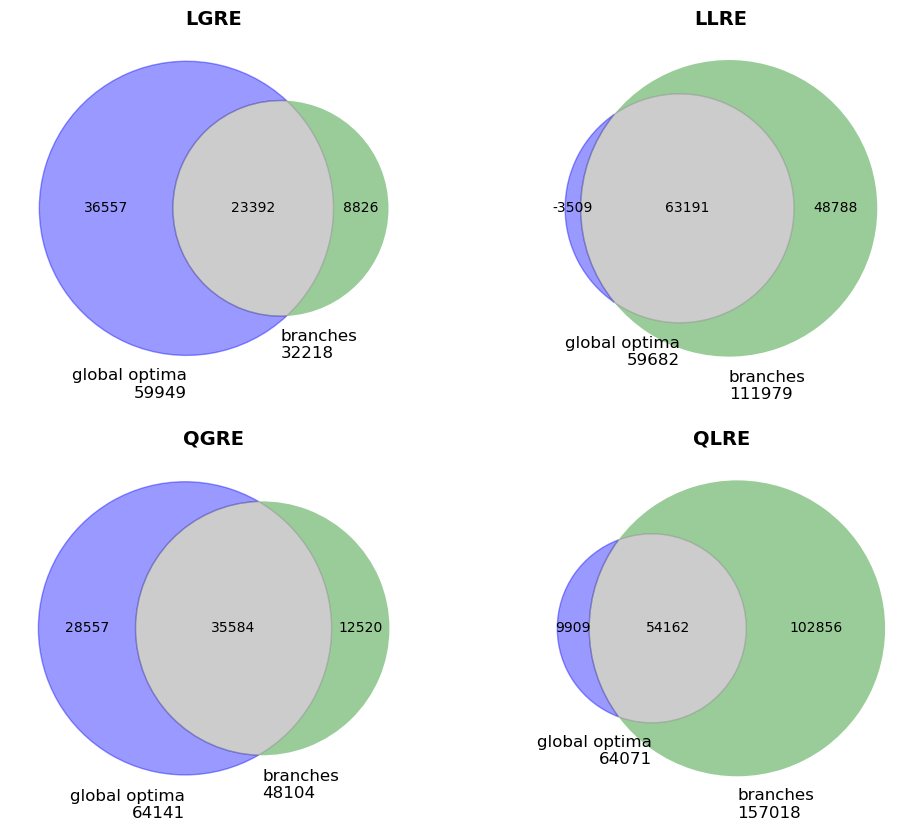 LGRE
36557
23392
8826
branches
32218
global optima
59949
LLRE
-3509
63191
48788
global optima
59682
branches
111979
QGRE
28557
35584
12520
branches
48104
global optima
64141
QLRE
9909
54162
102856
global optima
64071
branches
157018